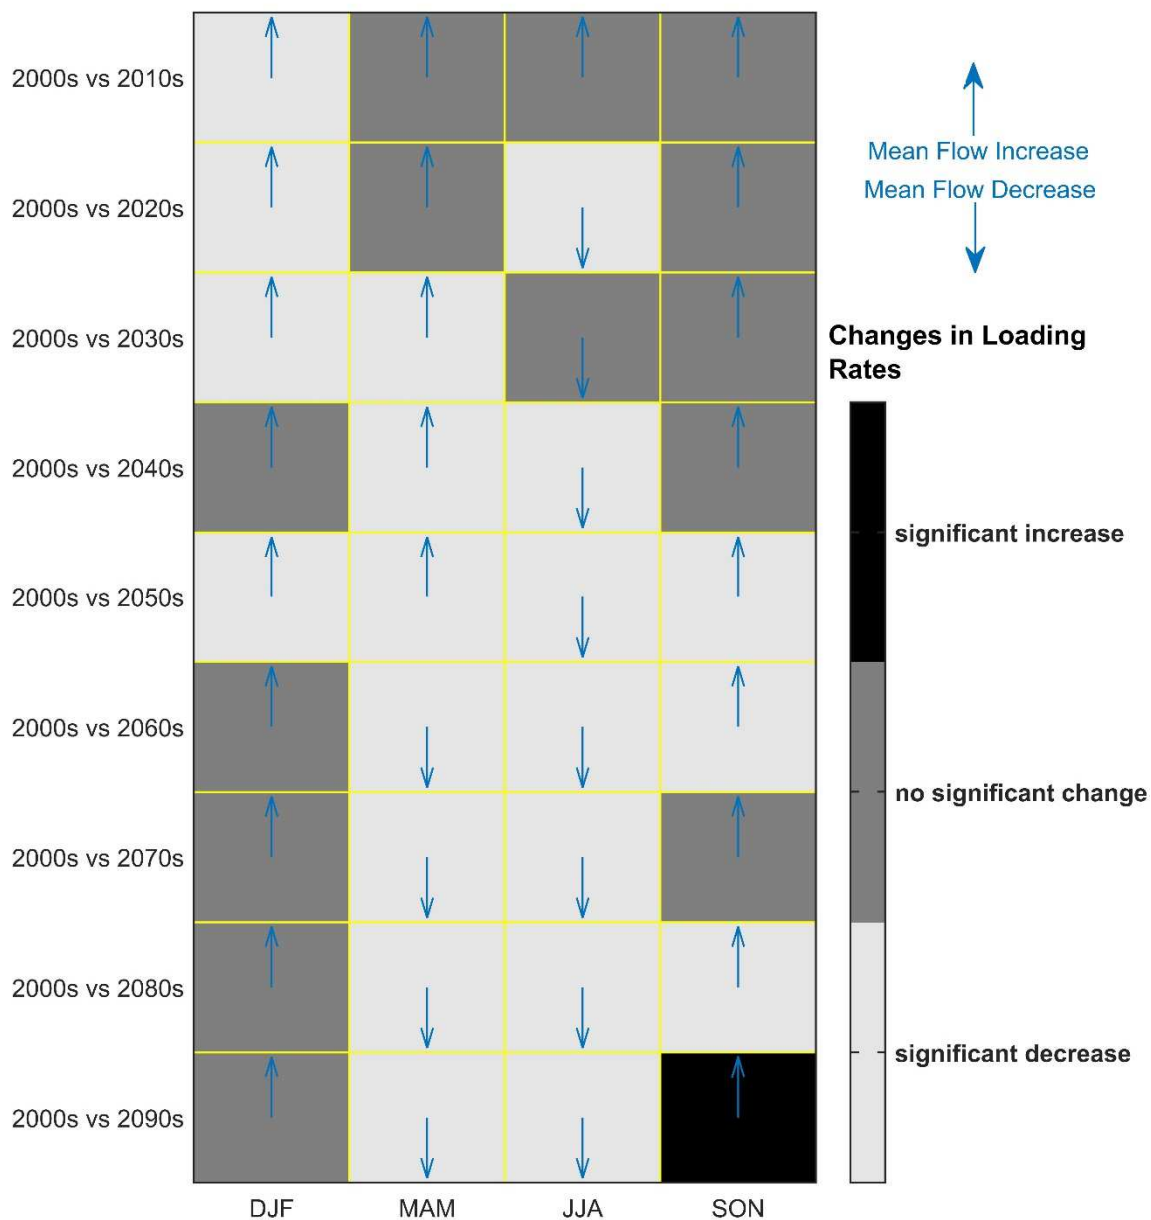 2000s vs 2010s
2000s vs 2020s
2000s vs 2030s
2000s vs 2040s
2000s vs 2050s
2000s vs 2060s
2000s vs 2070s
2000s vs 2080s
2000s vs 2090s
DJF
MAM
JJA
SON
Mean Flow Increase
Mean Flow Decrease
Changes in Loading
Rates
significant increase
no significant change
significant decrease